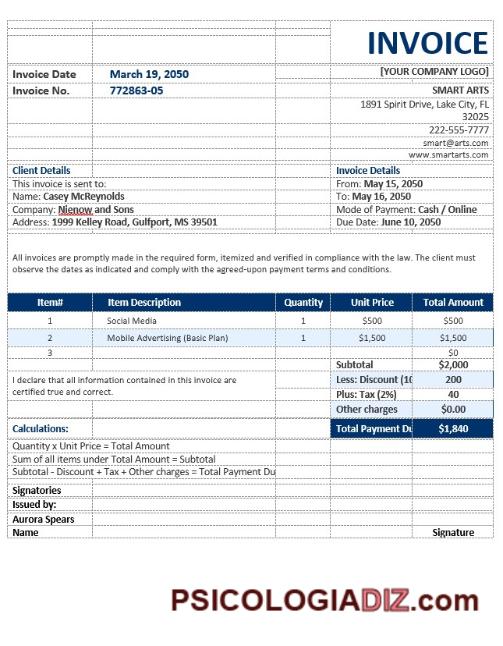 INVOICE
[YOUR COMPANY LOGO]
Invoice Date March 19, 2050
Invoice No. 772863-05
SMART ARTS
1891 Spirit Drive, Lake City, FL
32025
222-555-7777
smart@arts.com
www.smartarts.com
Client Details
This invoice is sent to:
Name: Casey McReynolds
Company: Nienow and Sons
Address: 1999 Kelley Road, Gulfport, MS 39501
Invoice Details
From: May 15, 2050
To: May 16, 2050
Mode of Payment: Cash / Online
Due Date: June 10, 2050
All invoices are promptly made in the required form, itemized and verified in compliance with the law. The client must
observe the dates as indicated and comply with the agreed-upon payment terms and conditions.
Item# Item Description Quantity Unit Price Total Amount
1 Social Media 1 $500 $500
2 Mobile Advertising (Basic Plan) 1 $1,500 $1,500
3 $0
Subtotal $2,000
I declare that all information contained in this invoice are
certified true and correct.
Less: Discount (10 200
Plus: Tax (2%) 40
Other charges $0.00
Calculations:
Total Payment Du $1,840
Quantity x Unit Price = Total Amount
Sum of all items under Total Amount = Subtotal
Subtotal - Discount + Tax + Other charges = Total Payment Du
Signatories
Issued by:
Aurora Spears
Name Signature
PSICOLOGIADIZ.com